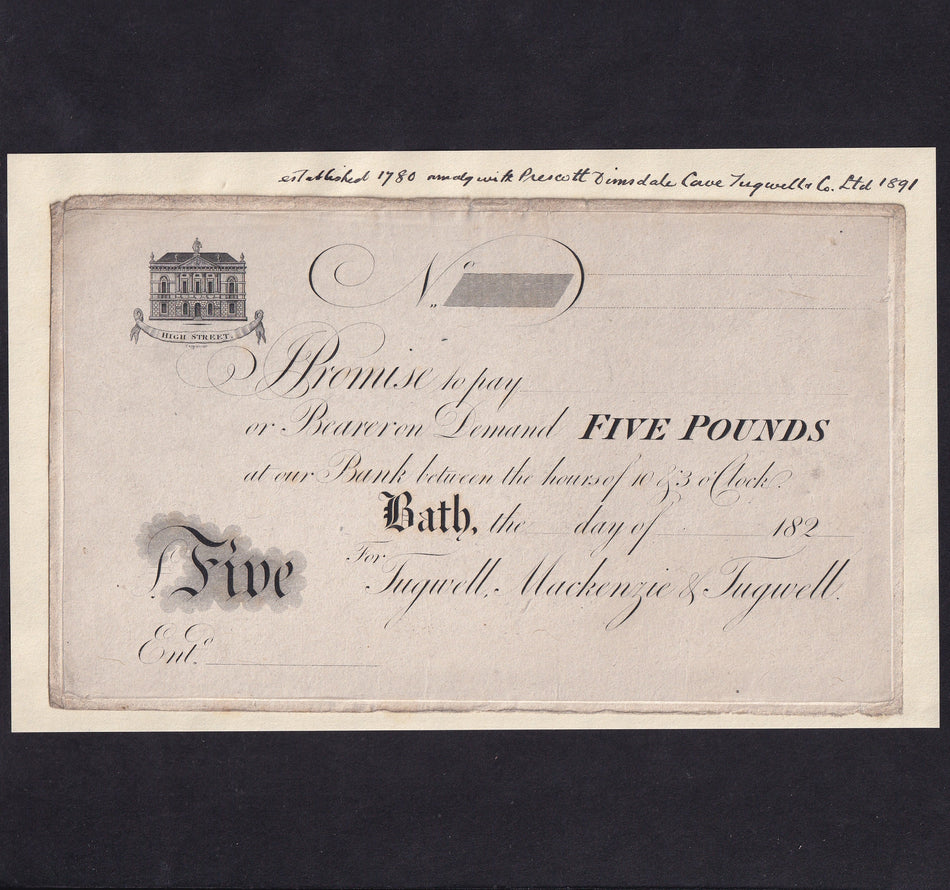 established 1780 amalg with Prescott Dimsdale Cave Tugwell & Co. Ltd 1891
No.
HIGH STREET.
I Promise to pay
or Bearer on Demand FIVE POUNDS
at our Bank between the hours of 10 & 3 o'Clock.
Bath, the day of 182
For
£ Five
Tugwell, Mackenzie & Tugwell.
Entd.